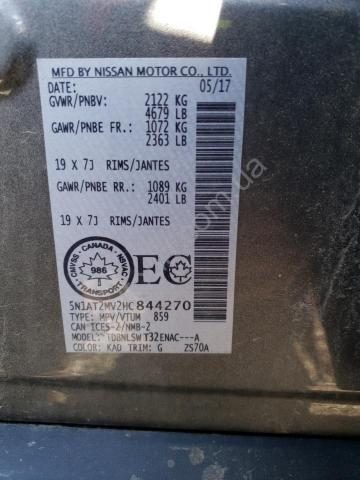 MFD BY NISSAN MOTOR CO., LTD.
DATE: 05/17
GVWR/PNBV: 2122 KG
4679 LB
GAWR/PNBE FR.: 1072 KG
2363 LB
19 X 7J RIMS/JANTES
GAWR/PNBE RR.: 1089 KG
2401 LB
19 X 7J RIMS/JANTES
CANADA
CMVSS NSVAC
986
EC
5N1AT2MV2HC844270
TYPE: MPV/VTUM 859
CAN ICES-2/NMB-2
MODEL: TDBNLSW T32ENAC---A
COLOR: KAD TRIM: G ZS70A